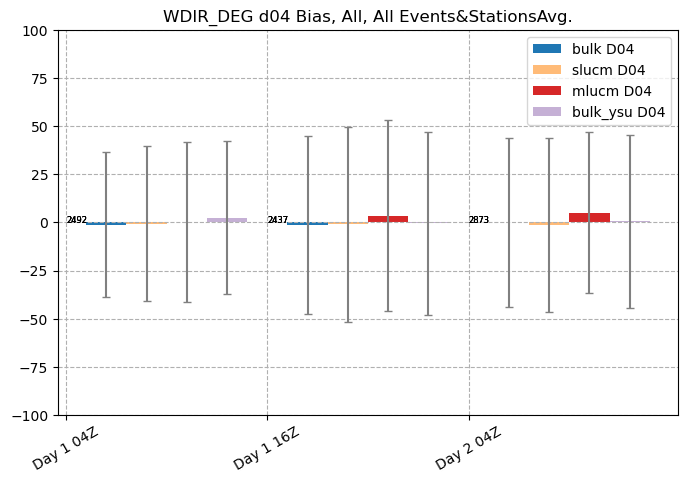 WDIR_DEG d04 Bias, All, All Events&StationsAvg.
bulk D04
slucm D04
mlucm D04
bulk_ysu D04
100
75
50
25
0
−25
−50
−75
−100
2492
2437
2873
Day 1 04Z
Day 1 16Z
Day 2 04Z